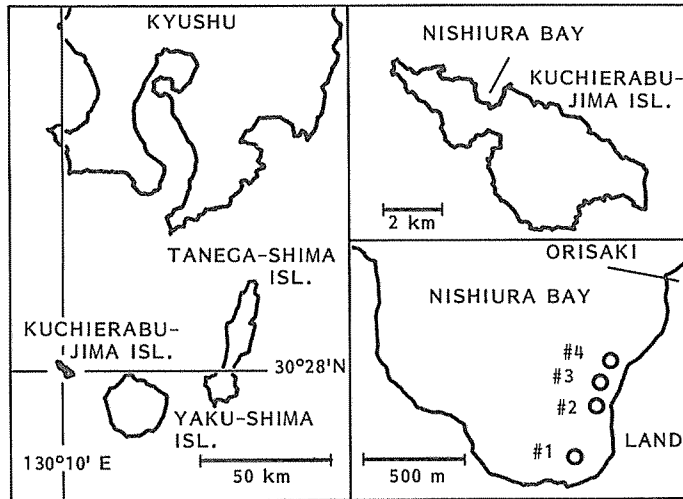 KYUSHU
TANEGA-SHIMA
ISL.
KUCHIERABU-
JIMA ISL.
30°28'N
YAKU-SHIMA
ISL.
130°10' E
50 km
NISHIURA BAY
KUCHIERABU-
JIMA ISL.
2 km
ORISAKI
NISHIURA BAY
#4
#3
#2
#1
LAND
500 m